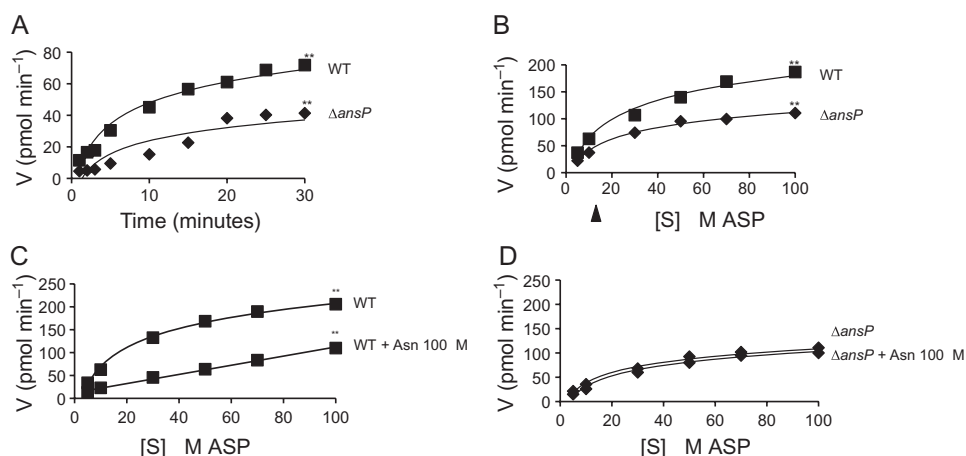 A
V (pmol min⁻¹)
80
60
40
20
0
0
10
20
30
Time (minutes)
**
WT
**
ΔansP
B
V (pmol min⁻¹)
200
150
100
50
0
0
20
40
60
80
100
[S] M ASP
**
WT
**
ΔansP
C
V (pmol min⁻¹)
250
200
150
100
50
0
0
20
40
60
80
100
[S] M ASP
**
WT
**
WT + Asn 100 M
D
V (pmol min⁻¹)
250
200
150
100
50
0
0
20
40
60
80
100
[S] M ASP
ΔansP
ΔansP + Asn 100 M